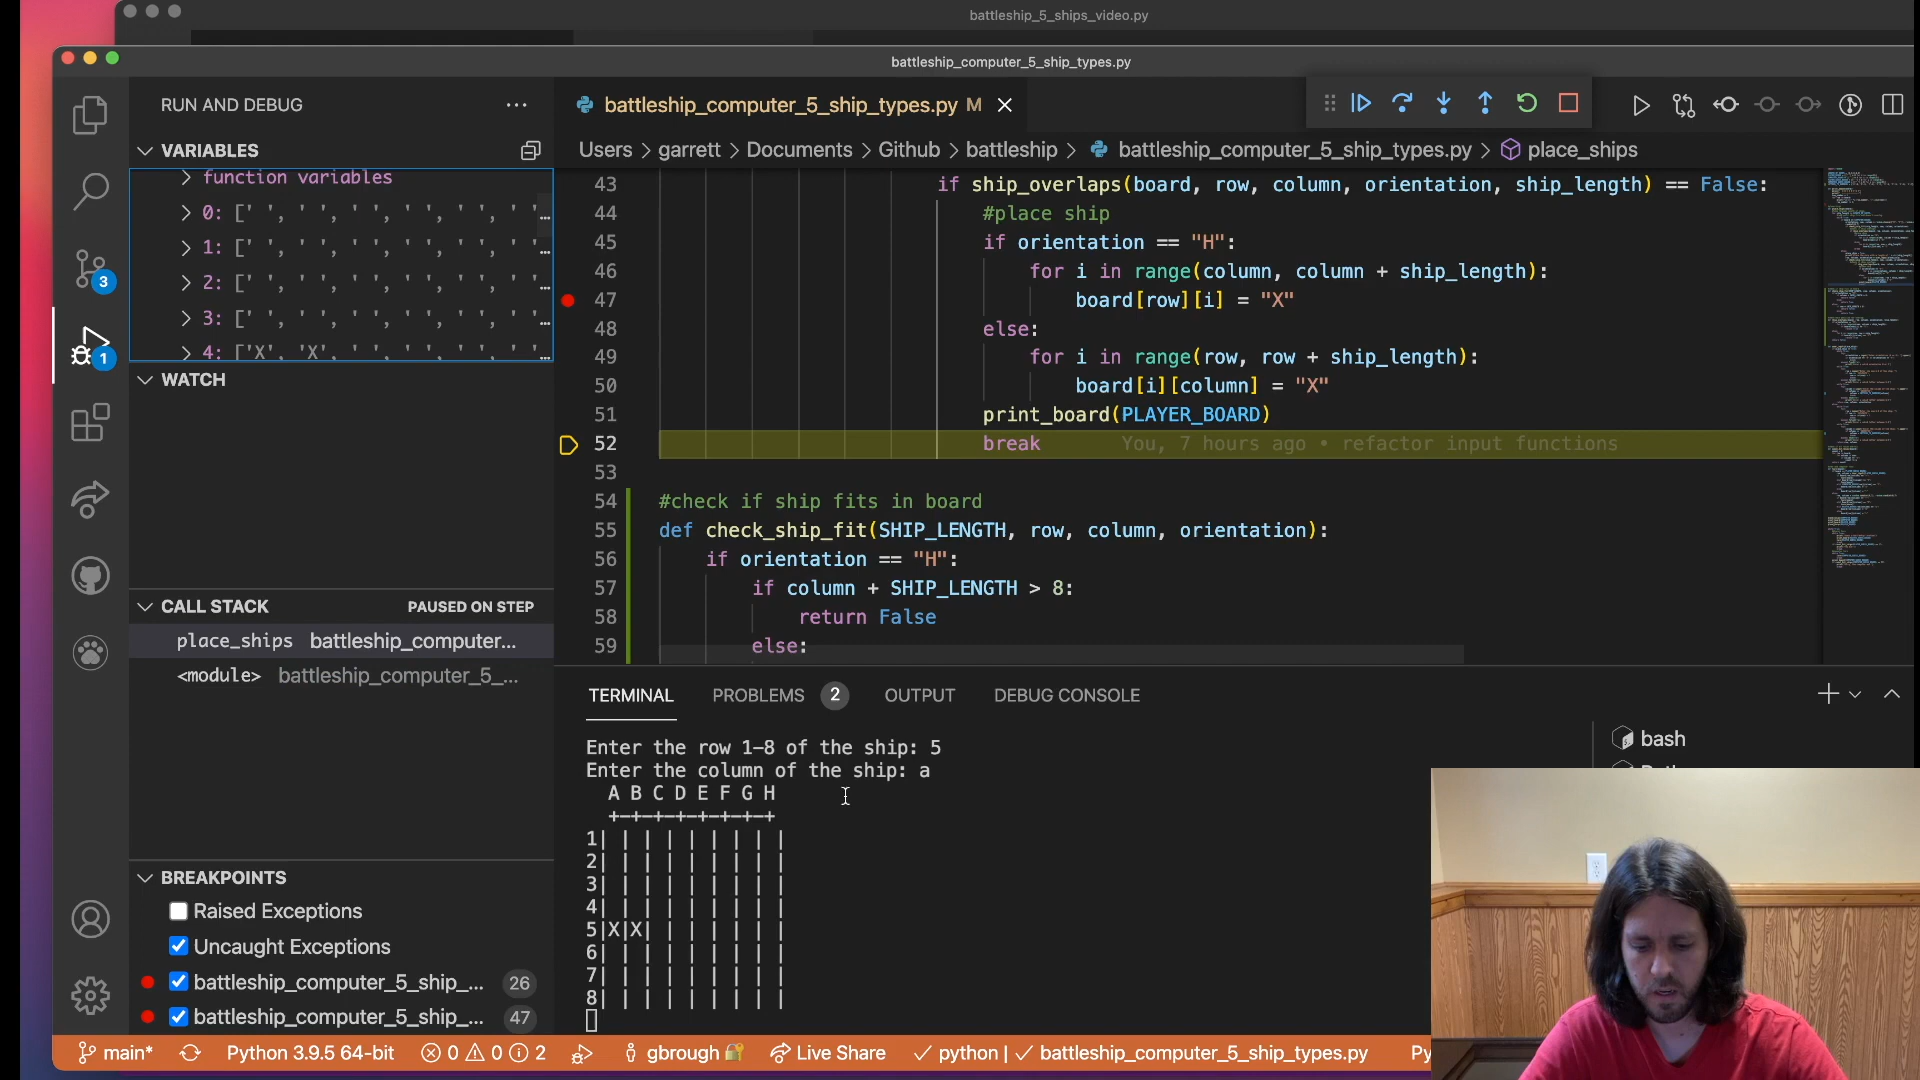 battleship_5_ships_video.py
battleship_computer_5_ship_types.py
RUN AND DEBUG
battleship_computer_5_ship_types.py M
VARIABLES
Users > garrett > Documents > Github > battleship > battleship_computer_5_ship_types.py > place_ships
function variables
0: [' ', ' ', ' ', ' ', ' ', ' '…
1: [' ', ' ', ' ', ' ', ' ', ' '…
2: [' ', ' ', ' ', ' ', ' ', ' '…
3: [' ', ' ', ' ', ' ', ' ', ' '…
4: ['X', 'X', ' ', ' ', ' ', ' '…
WATCH
CALL STACK
PAUSED ON STEP
place_ships battleship_computer...
<module> battleship_computer_5_...
BREAKPOINTS
Raised Exceptions
Uncaught Exceptions
battleship_computer_5_ship_... 26
battleship_computer_5_ship_... 47
3
1
43 if ship_overlaps(board, row, column, orientation, ship_length) == False:
44 #place ship
45 if orientation == "H":
46 for i in range(column, column + ship_length):
47 board[row][i] = "X"
48 else:
49 for i in range(row, row + ship_length):
50 board[i][column] = "X"
51 print_board(PLAYER_BOARD)
52 break You, 7 hours ago • refactor input functions
53
54 #check if ship fits in board
55 def check_ship_fit(SHIP_LENGTH, row, column, orientation):
56 if orientation == "H":
57 if column + SHIP_LENGTH > 8:
58 return False
59 else:
TERMINAL PROBLEMS 2 OUTPUT DEBUG CONSOLE
bash
Enter the row 1-8 of the ship: 5
Enter the column of the ship: a
A B C D E F G H
+-+-+-+-+-+-+-+
1| | | | | | | | |
2| | | | | | | | |
3| | | | | | | | |
4| | | | | | | | |
5|X|X| | | | | | |
6| | | | | | | | |
7| | | | | | | | |
8| | | | | | | | |
main* Python 3.9.5 64-bit 0 0 2 gbrough Live Share python | battleship_computer_5_ship_types.py Py